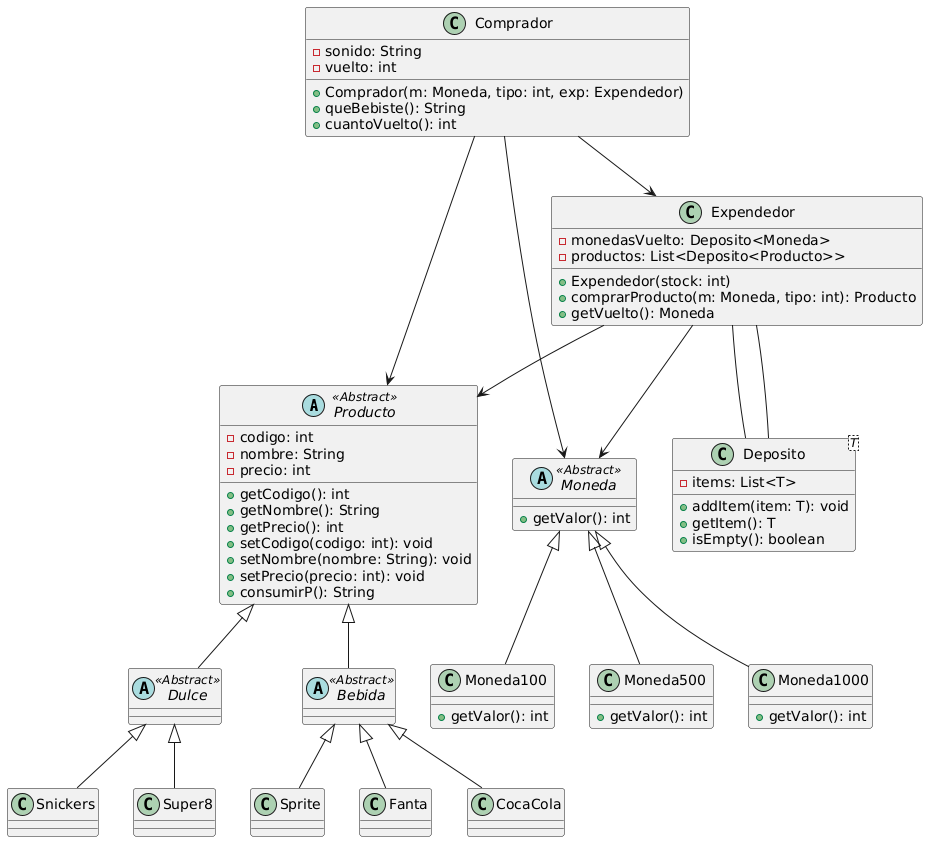 C Comprador
sonido: String
vuelto: int
Comprador(m: Moneda, tipo: int, exp: Expendedor)
queBebiste(): String
cuantoVuelto(): int
C Expendedor
monedasVuelto: Deposito<Moneda>
productos: List<Deposito<Producto>>
Expendedor(stock: int)
comprarProducto(m: Moneda, tipo: int): Producto
getVuelto(): Moneda
A «Abstract»
Producto
codigo: int
nombre: String
precio: int
getCodigo(): int
getNombre(): String
getPrecio(): int
setCodigo(codigo: int): void
setNombre(nombre: String): void
setPrecio(precio: int): void
consumirP(): String
A «Abstract»
Moneda
getValor(): int
C Deposito T
items: List<T>
addItem(item: T): void
getItem(): T
isEmpty(): boolean
A «Abstract»
Dulce
A «Abstract»
Bebida
C Moneda100
getValor(): int
C Moneda500
getValor(): int
C Moneda1000
getValor(): int
C Snickers
C Super8
C Sprite
C Fanta
C CocaCola